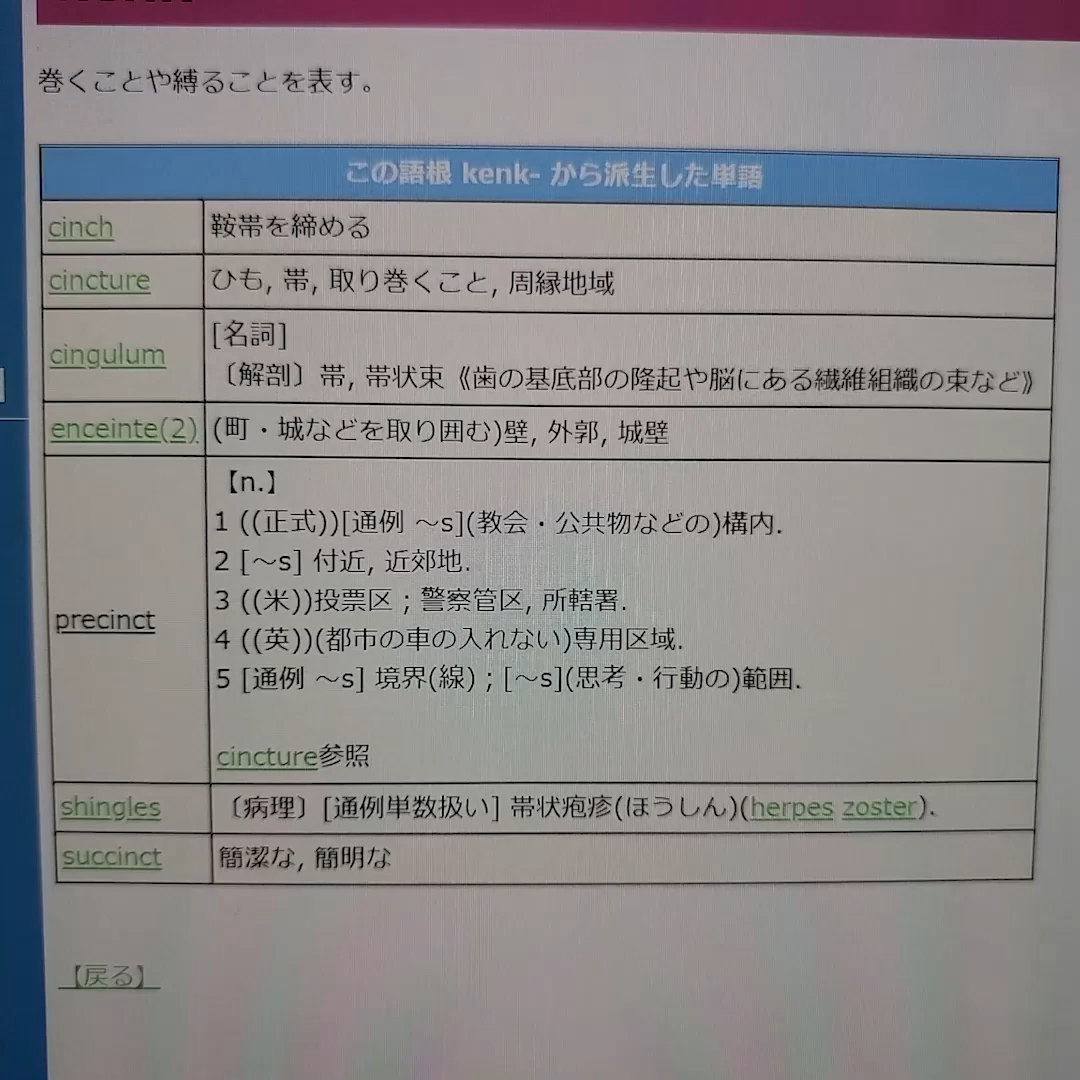 巻くことや縛ることを表す。
この語根 kenk- から派生した単語
cinch 鞍帯を締める
cincture ひも, 帯, 取り巻くこと, 周縁地域
cingulum [名詞]
〔解剖〕帯, 帯状束《歯の基底部の隆起や脳にある繊維組織の束など》
enceinte(2) (町・城などを取り囲む)壁, 外郭, 城壁
precinct 【n.】
1 ((正式))[通例 ～s](教会・公共物などの)構内.
2 [～s] 付近, 近郊地.
3 ((米))投票区 ; 警察管区, 所轄署.
4 ((英))(都市の車の入れない)専用区域.
5 [通例 ～s] 境界(線) ; [～s](思考・行動の)範囲.
cincture参照
shingles 〔病理〕[通例単数扱い] 帯状疱疹(ほうしん)(herpes zoster).
succinct 簡潔な, 簡明な
【戻る】